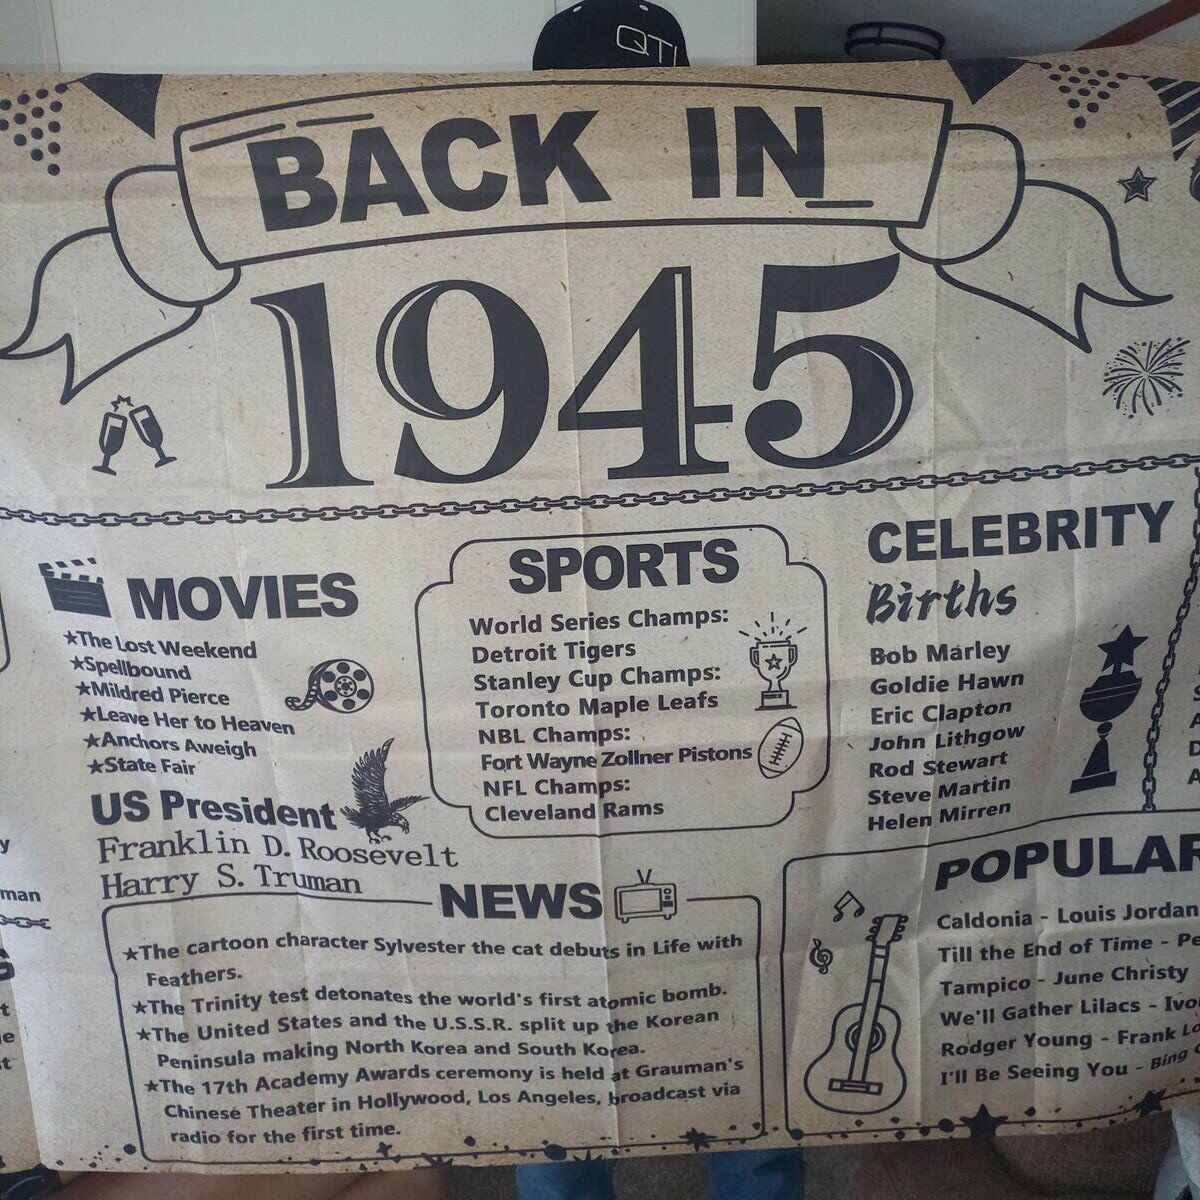 QTI
BACK IN
1945
MOVIES
★The Lost Weekend
★Spellbound
★Mildred Pierce
★Leave Her to Heaven
★Anchors Aweigh
★State Fair
US President
Franklin D. Roosevelt
Harry S. Truman
SPORTS
World Series Champs:
Detroit Tigers
Stanley Cup Champs:
Toronto Maple Leafs
NBL Champs:
Fort Wayne Zollner Pistons
NFL Champs:
Cleveland Rams
CELEBRITY
Births
Bob Marley
Goldie Hawn
Eric Clapton
John Lithgow
Rod Stewart
Steve Martin
Helen Mirren
NEWS
★The cartoon character Sylvester the cat debuts in Life with
Feathers.
★The Trinity test detonates the world's first atomic bomb.
★The United States and the U.S.S.R. split up the Korean
Peninsula making North Korea and South Korea.
★The 17th Academy Awards ceremony is held at Grauman's
Chinese Theater in Hollywood, Los Angeles, broadcast via
radio for the first time.
POPULAR
Caldonia - Louis Jordan
Till the End of Time - Pe
Tampico - June Christy
We'll Gather Lilacs - Ivo
Rodger Young - Frank Lo
I'll Be Seeing You - Bing C
man